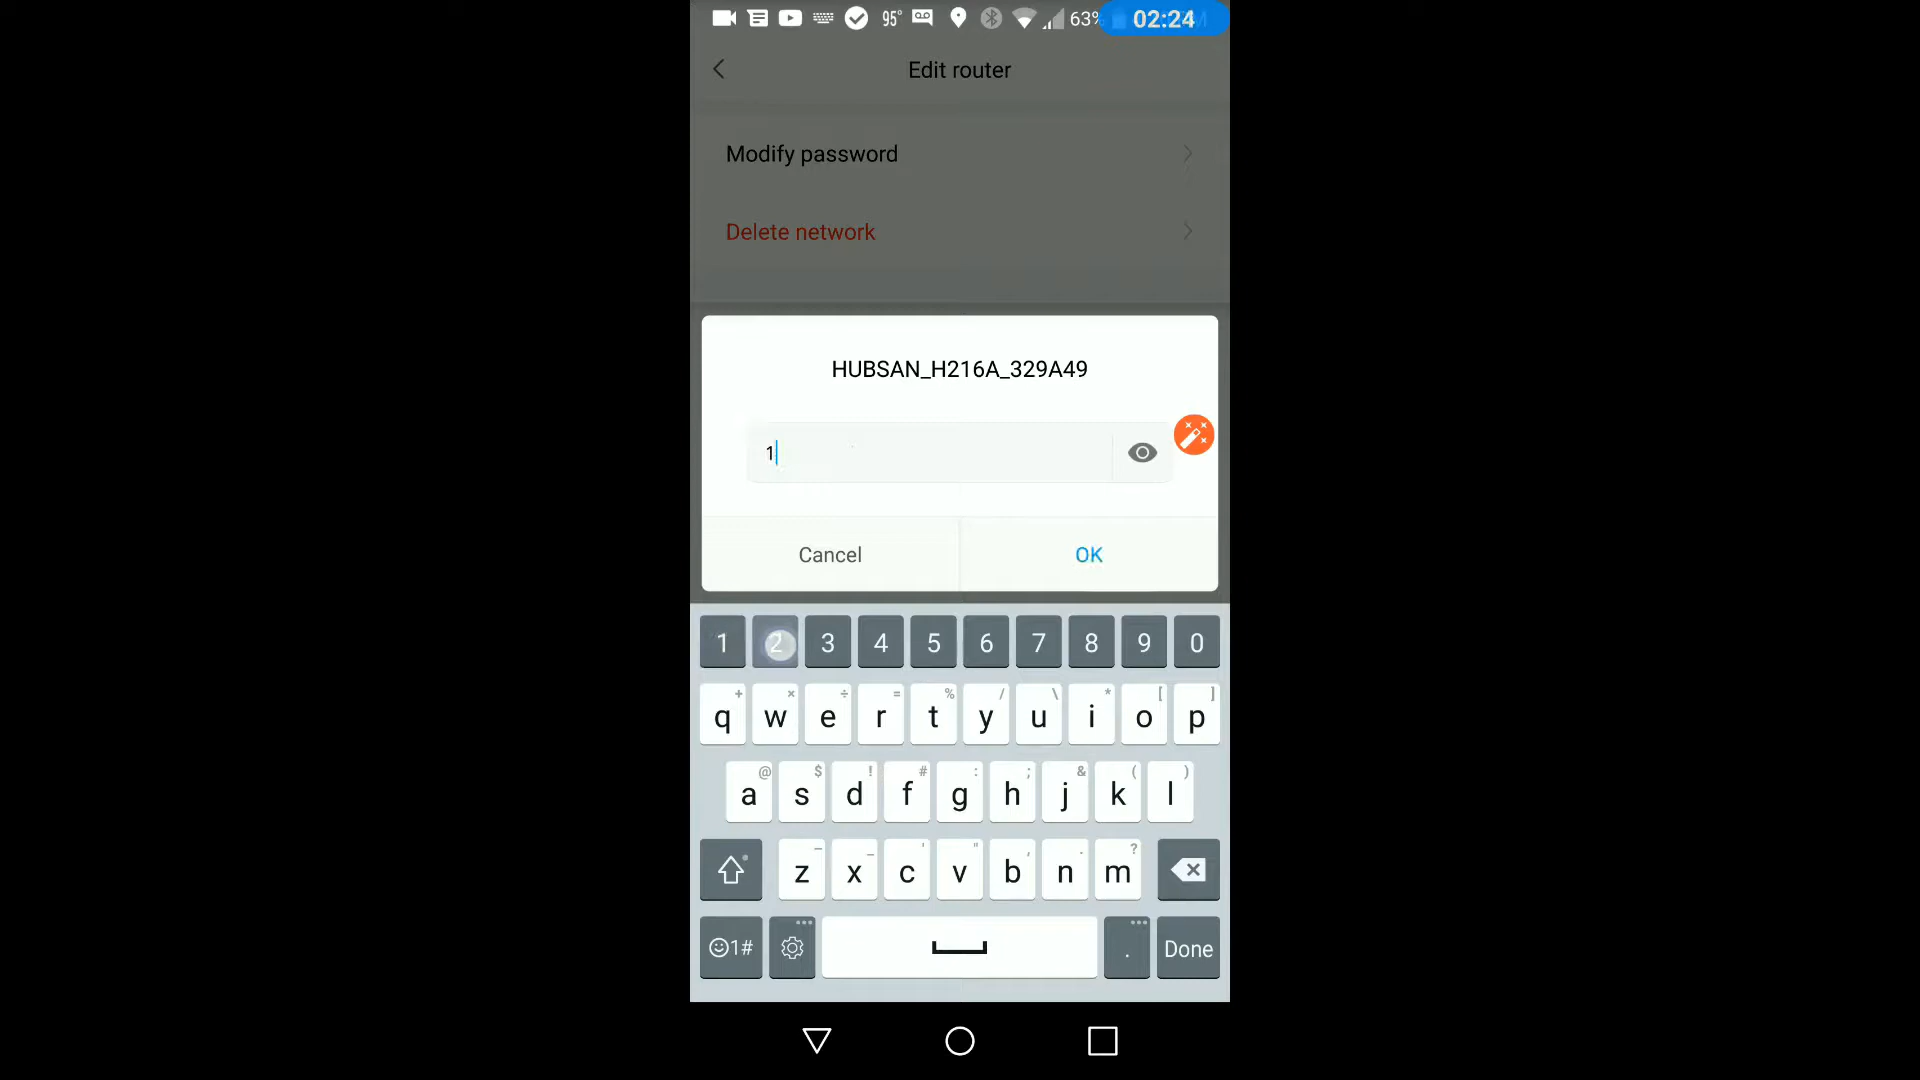 95° 63% 02:24
Edit router
Modify password
Delete network
HUBSAN_H216A_329A49
1
Cancel OK
1 2 3 4 5 6 7 8 9 0
+ × ÷ = % / \ * [ ]
q w e r t y u i o p
@ $ ! # : ; & ( )
a s d f g h j k l
– _ ' " , . ?
z x c v b n m
1# . Done